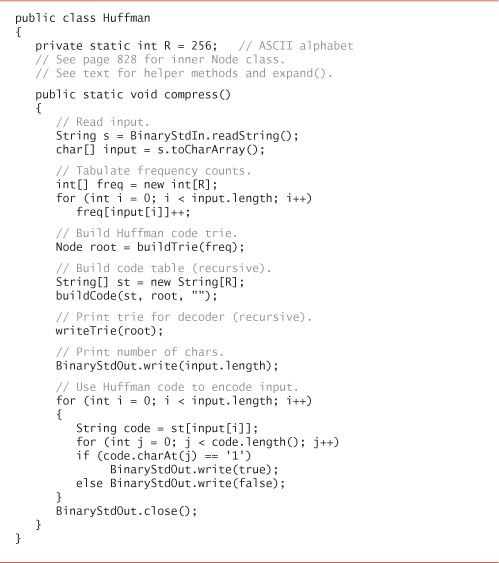 public class Huffman
{
   private static int R = 256;   // ASCII alphabet
   // See page 828 for inner Node class.
   // See text for helper methods and expand().
   public static void compress()
   {
      // Read input.
      String s = BinaryStdIn.readString();
      char[] input = s.toCharArray();
      // Tabulate frequency counts.
      int[] freq = new int[R];
      for (int i = 0; i < input.length; i++)
         freq[input[i]]++;
      // Build Huffman code trie.
      Node root = buildTrie(freq);
      // Build code table (recursive).
      String[] st = new String[R];
      buildCode(st, root, "");
      // Print trie for decoder (recursive).
      writeTrie(root);
      // Print number of chars.
      BinaryStdOut.write(input.length);
      // Use Huffman code to encode input.
      for (int i = 0; i < input.length; i++)
      {
         String code = st[input[i]];
         for (int j = 0; j < code.length(); j++)
         if (code.charAt(j) == '1')
              BinaryStdOut.write(true);
         else BinaryStdOut.write(false);
      }
      BinaryStdOut.close();
   }
}